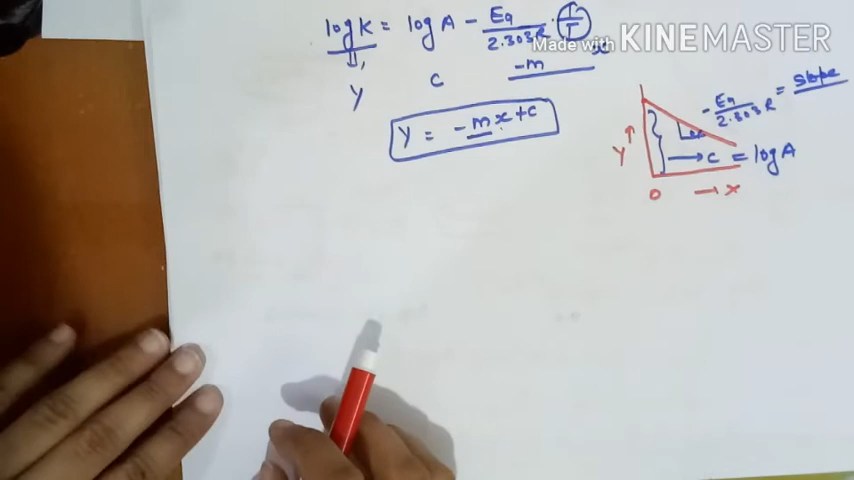 log K = log A - Ea/2.303R · 1/T
Made with KINEMASTER
y c -m x
y = -mx + c
-Ea/2.303R = slope
y
c = log A
0 → x